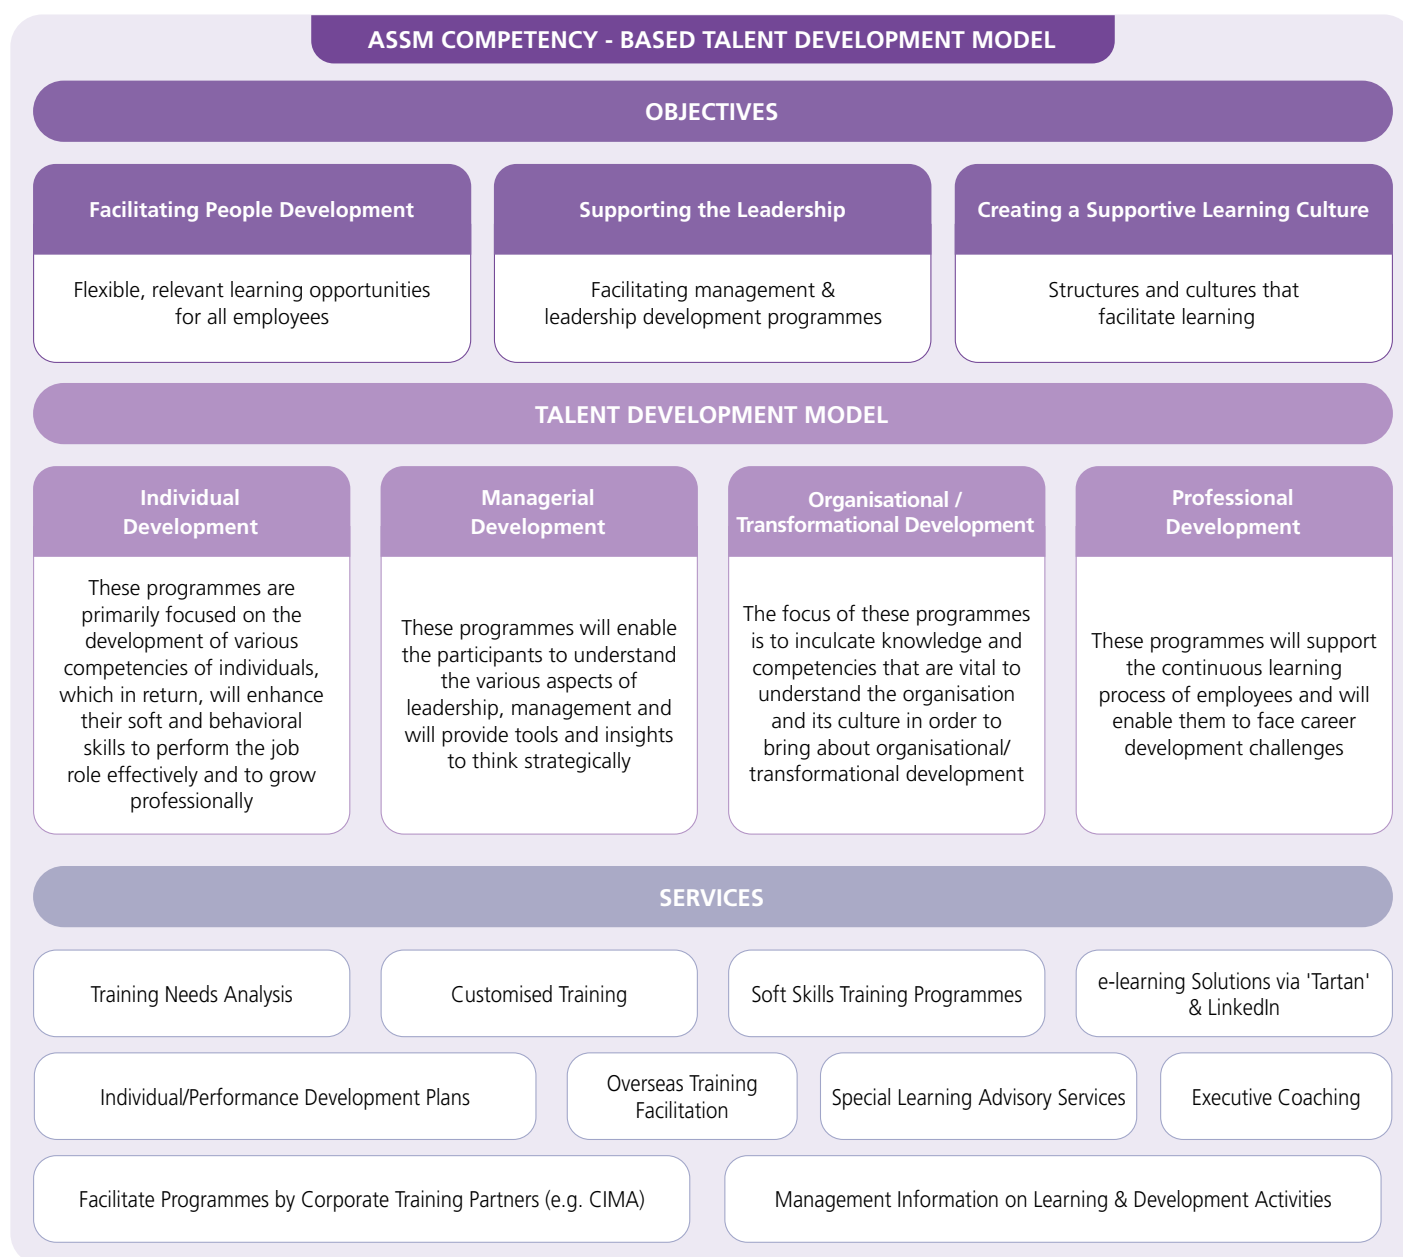 ASSM COMPETENCY - BASED TALENT DEVELOPMENT MODEL
OBJECTIVES
Facilitating People Development
Flexible, relevant learning opportunities
for all employees
Supporting the Leadership
Facilitating management &
leadership development programmes
Creating a Supportive Learning Culture
Structures and cultures that
facilitate learning
TALENT DEVELOPMENT MODEL
Individual
Development
These programmes are
primarily focused on the
development of various
competencies of individuals,
which in return, will enhance
their soft and behavioral
skills to perform the job
role effectively and to grow
professionally
Managerial
Development
These programmes will enable
the participants to understand
the various aspects of
leadership, management and
will provide tools and insights
to think strategically
Organisational /
Transformational Development
The focus of these programmes
is to inculcate knowledge and
competencies that are vital to
understand the organisation
and its culture in order to
bring about organisational/
transformational development
Professional
Development
These programmes will support
the continuous learning
process of employees and will
enable them to face career
development challenges
SERVICES
Training Needs Analysis
Customised Training
Soft Skills Training Programmes
e-learning Solutions via 'Tartan'
& LinkedIn
Individual/Performance Development Plans
Overseas Training
Facilitation
Special Learning Advisory Services
Executive Coaching
Facilitate Programmes by Corporate Training Partners (e.g. CIMA)
Management Information on Learning & Development Activities